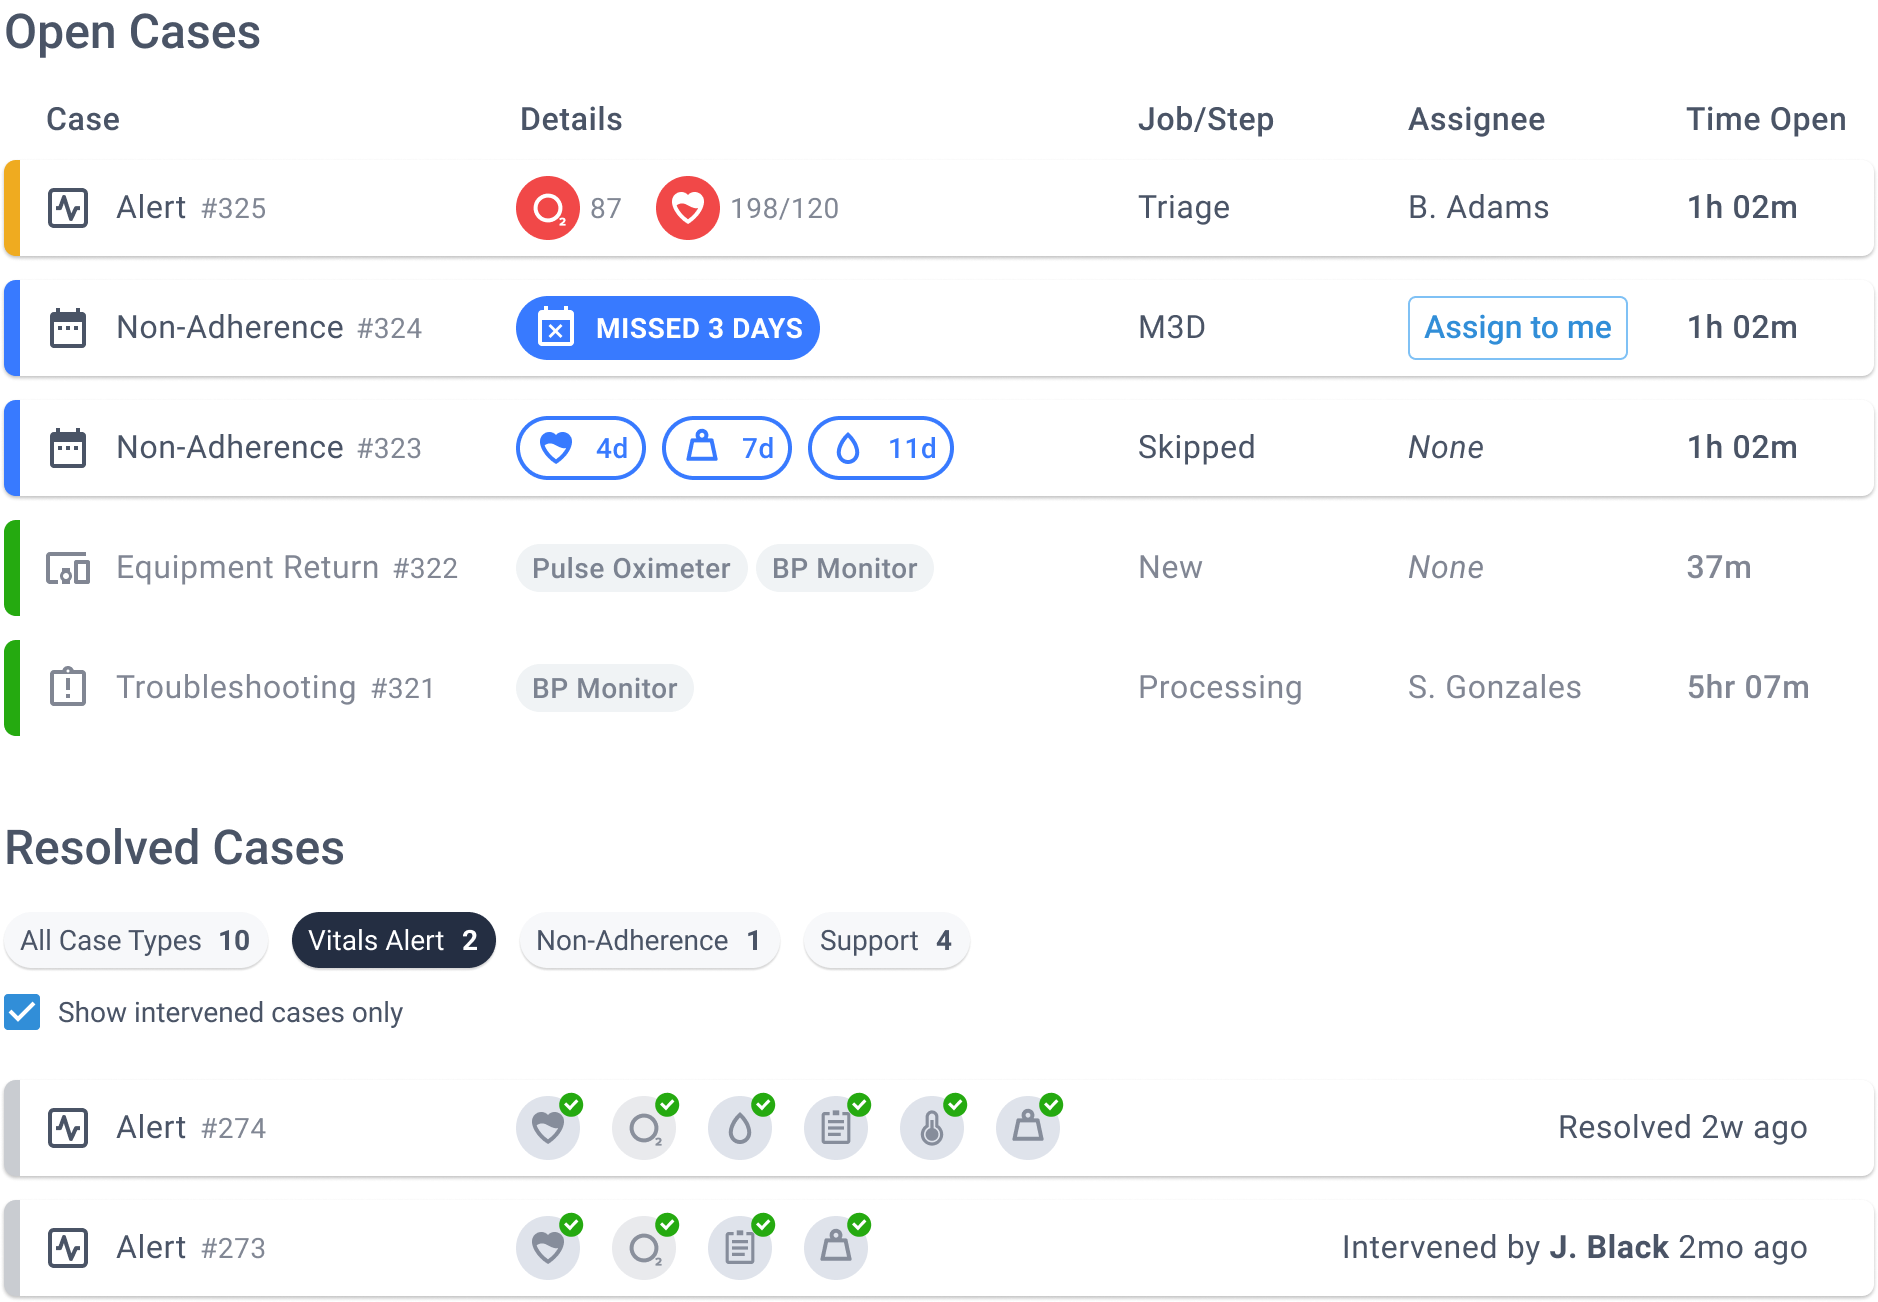 Open Cases
Case Details Job/Step Assignee Time Open
Alert #325 O2 87 198/120 Triage B. Adams 1h 02m
Non-Adherence #324 MISSED 3 DAYS M3D Assign to me 1h 02m
Non-Adherence #323 4d 7d 11d Skipped None 1h 02m
Equipment Return #322 Pulse Oximeter BP Monitor New None 37m
Troubleshooting #321 BP Monitor Processing S. Gonzales 5hr 07m
Resolved Cases
All Case Types 10 Vitals Alert 2 Non-Adherence 1 Support 4
Show intervened cases only
Alert #274 O2 Resolved 2w ago
Alert #273 O2 Intervened by J. Black 2mo ago